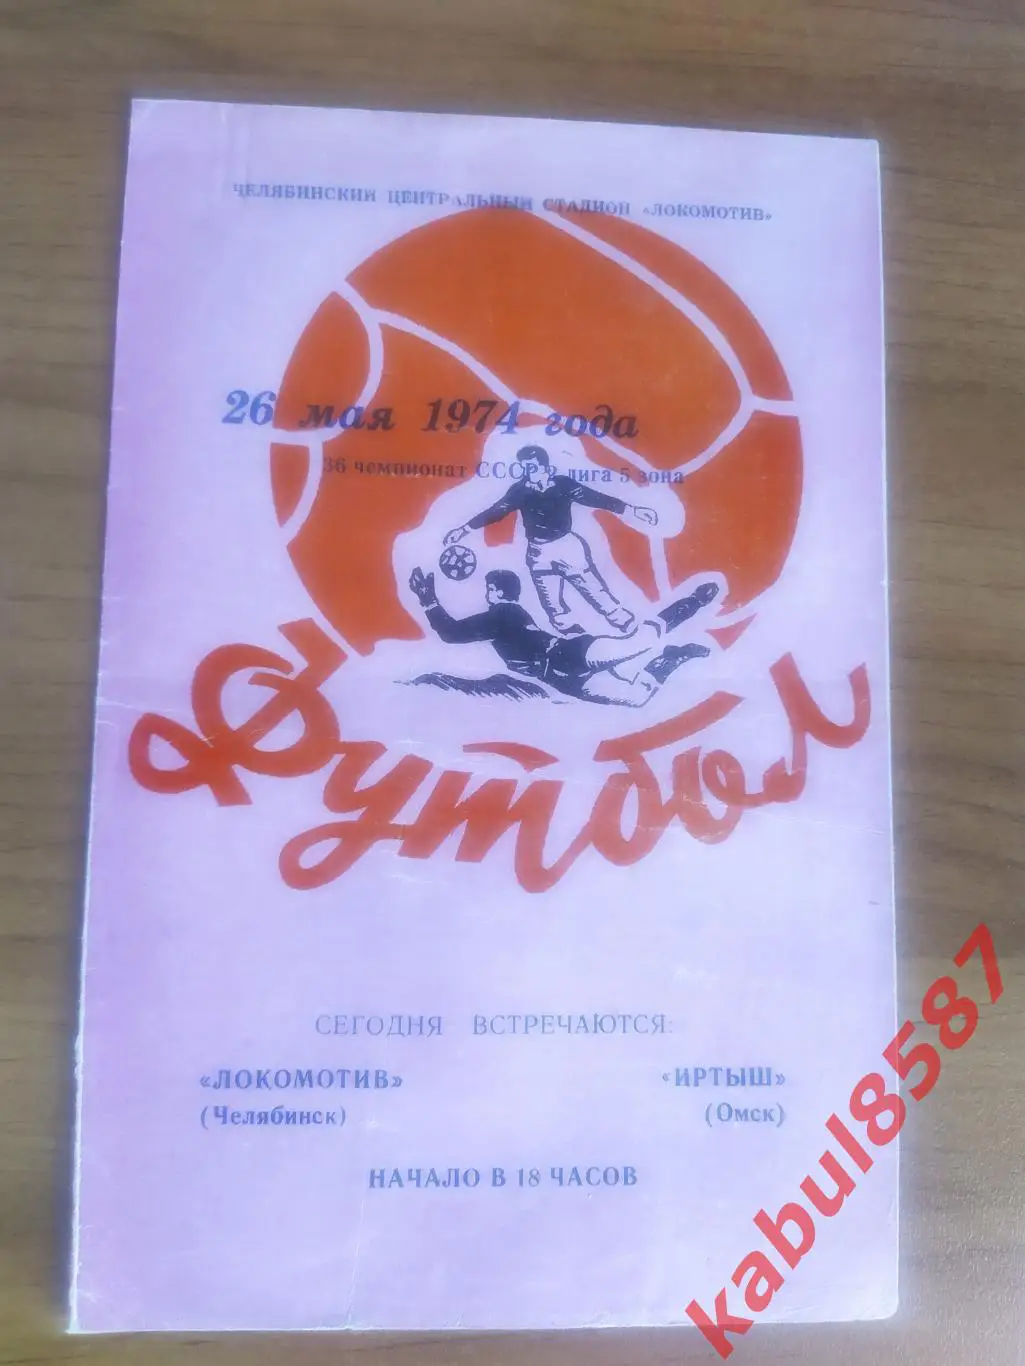 ЧЕЛЯБИНСКИЙ ЦЕНТРАЛЬНЫЙ СТАДИОН «ЛОКОМОТИВ»
26 мая 1974 года
36 чемпионат СССР 2 лига 5 зона
Футбол
СЕГОДНЯ ВСТРЕЧАЮТСЯ:
«ЛОКОМОТИВ» «ИРТЫШ»
(Челябинск) (Омск)
НАЧАЛО В 18 ЧАСОВ
kabul8587